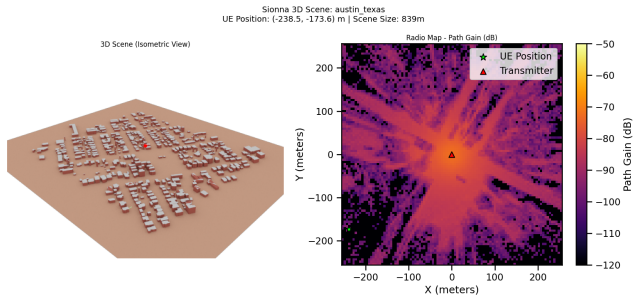 Sionna 3D Scene: austin_texas
UE Position: (-238.5, -173.6) m | Scene Size: 839m
3D Scene (Isometric View)
Radio Map - Path Gain (dB)
UE Position
Transmitter
200
100
0
−100
−200
Y (meters)
−200
−100
0
100
200
X (meters)
−50
−60
−70
−80
−90
−100
−110
−120
Path Gain (dB)